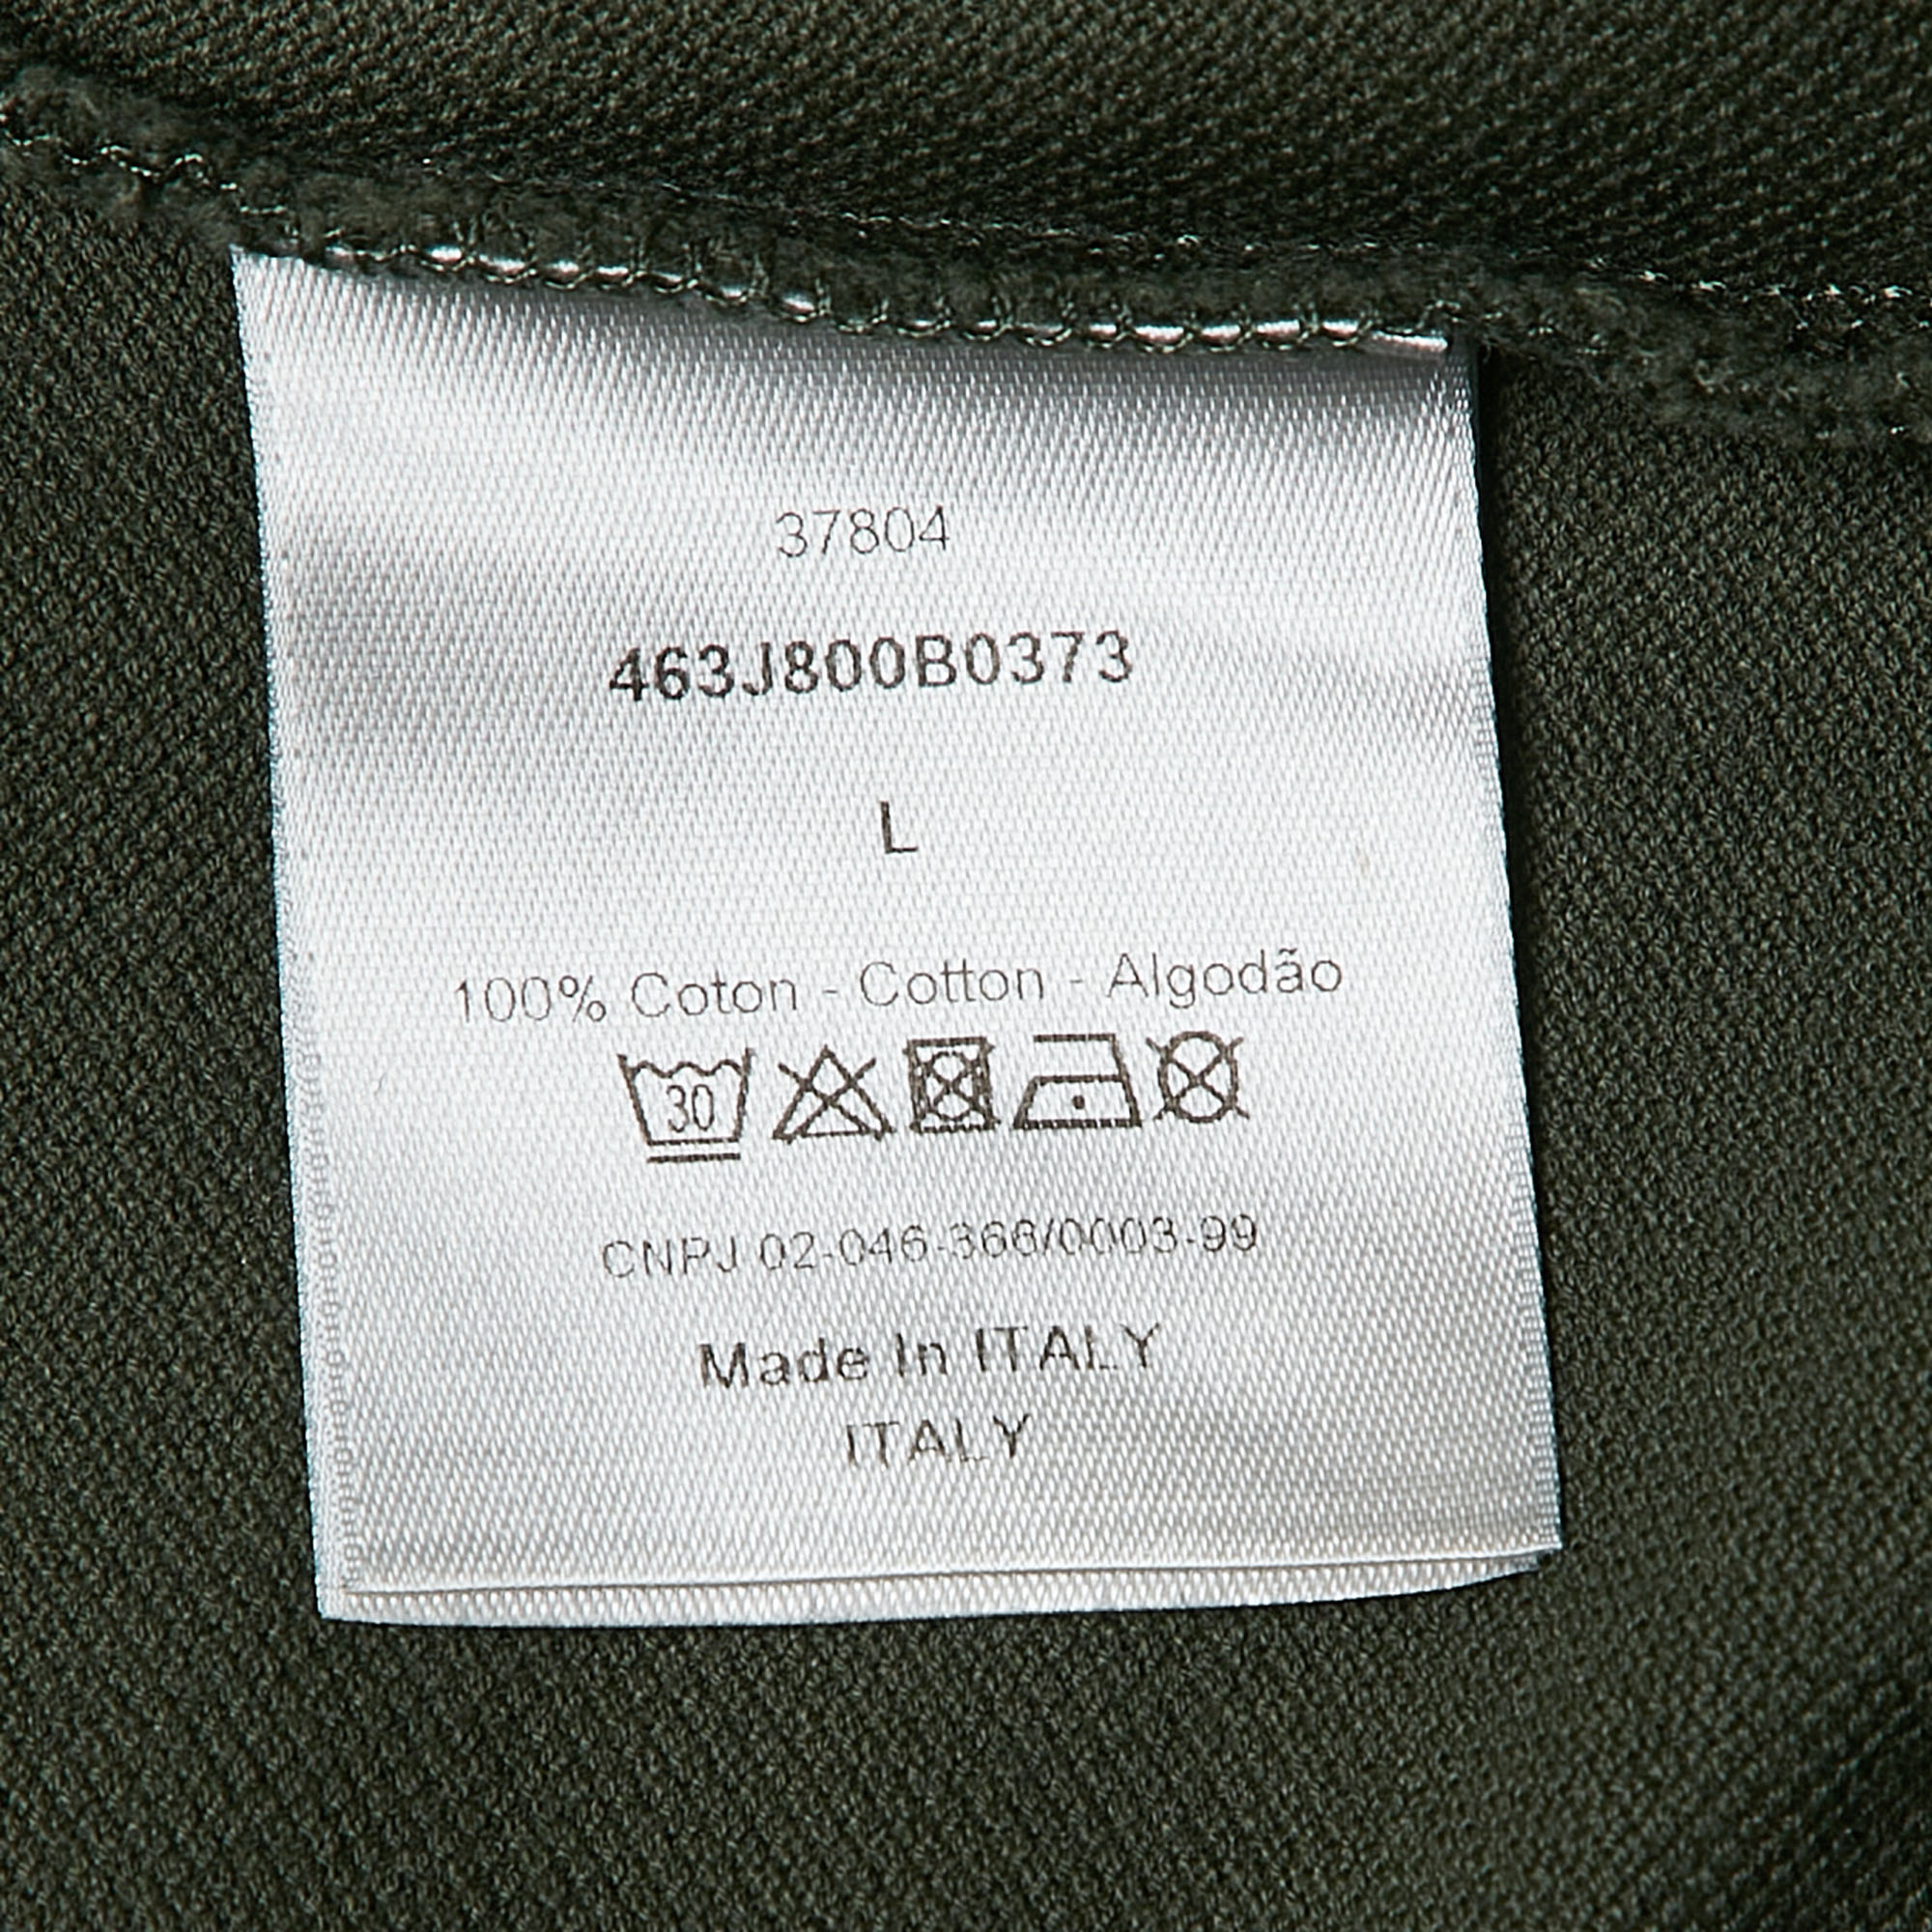 37804
463J800B0373
L
100% Coton - Cotton - Algodão
30
CNPJ 02-046-366/0003-99
Made In ITALY
ITALY